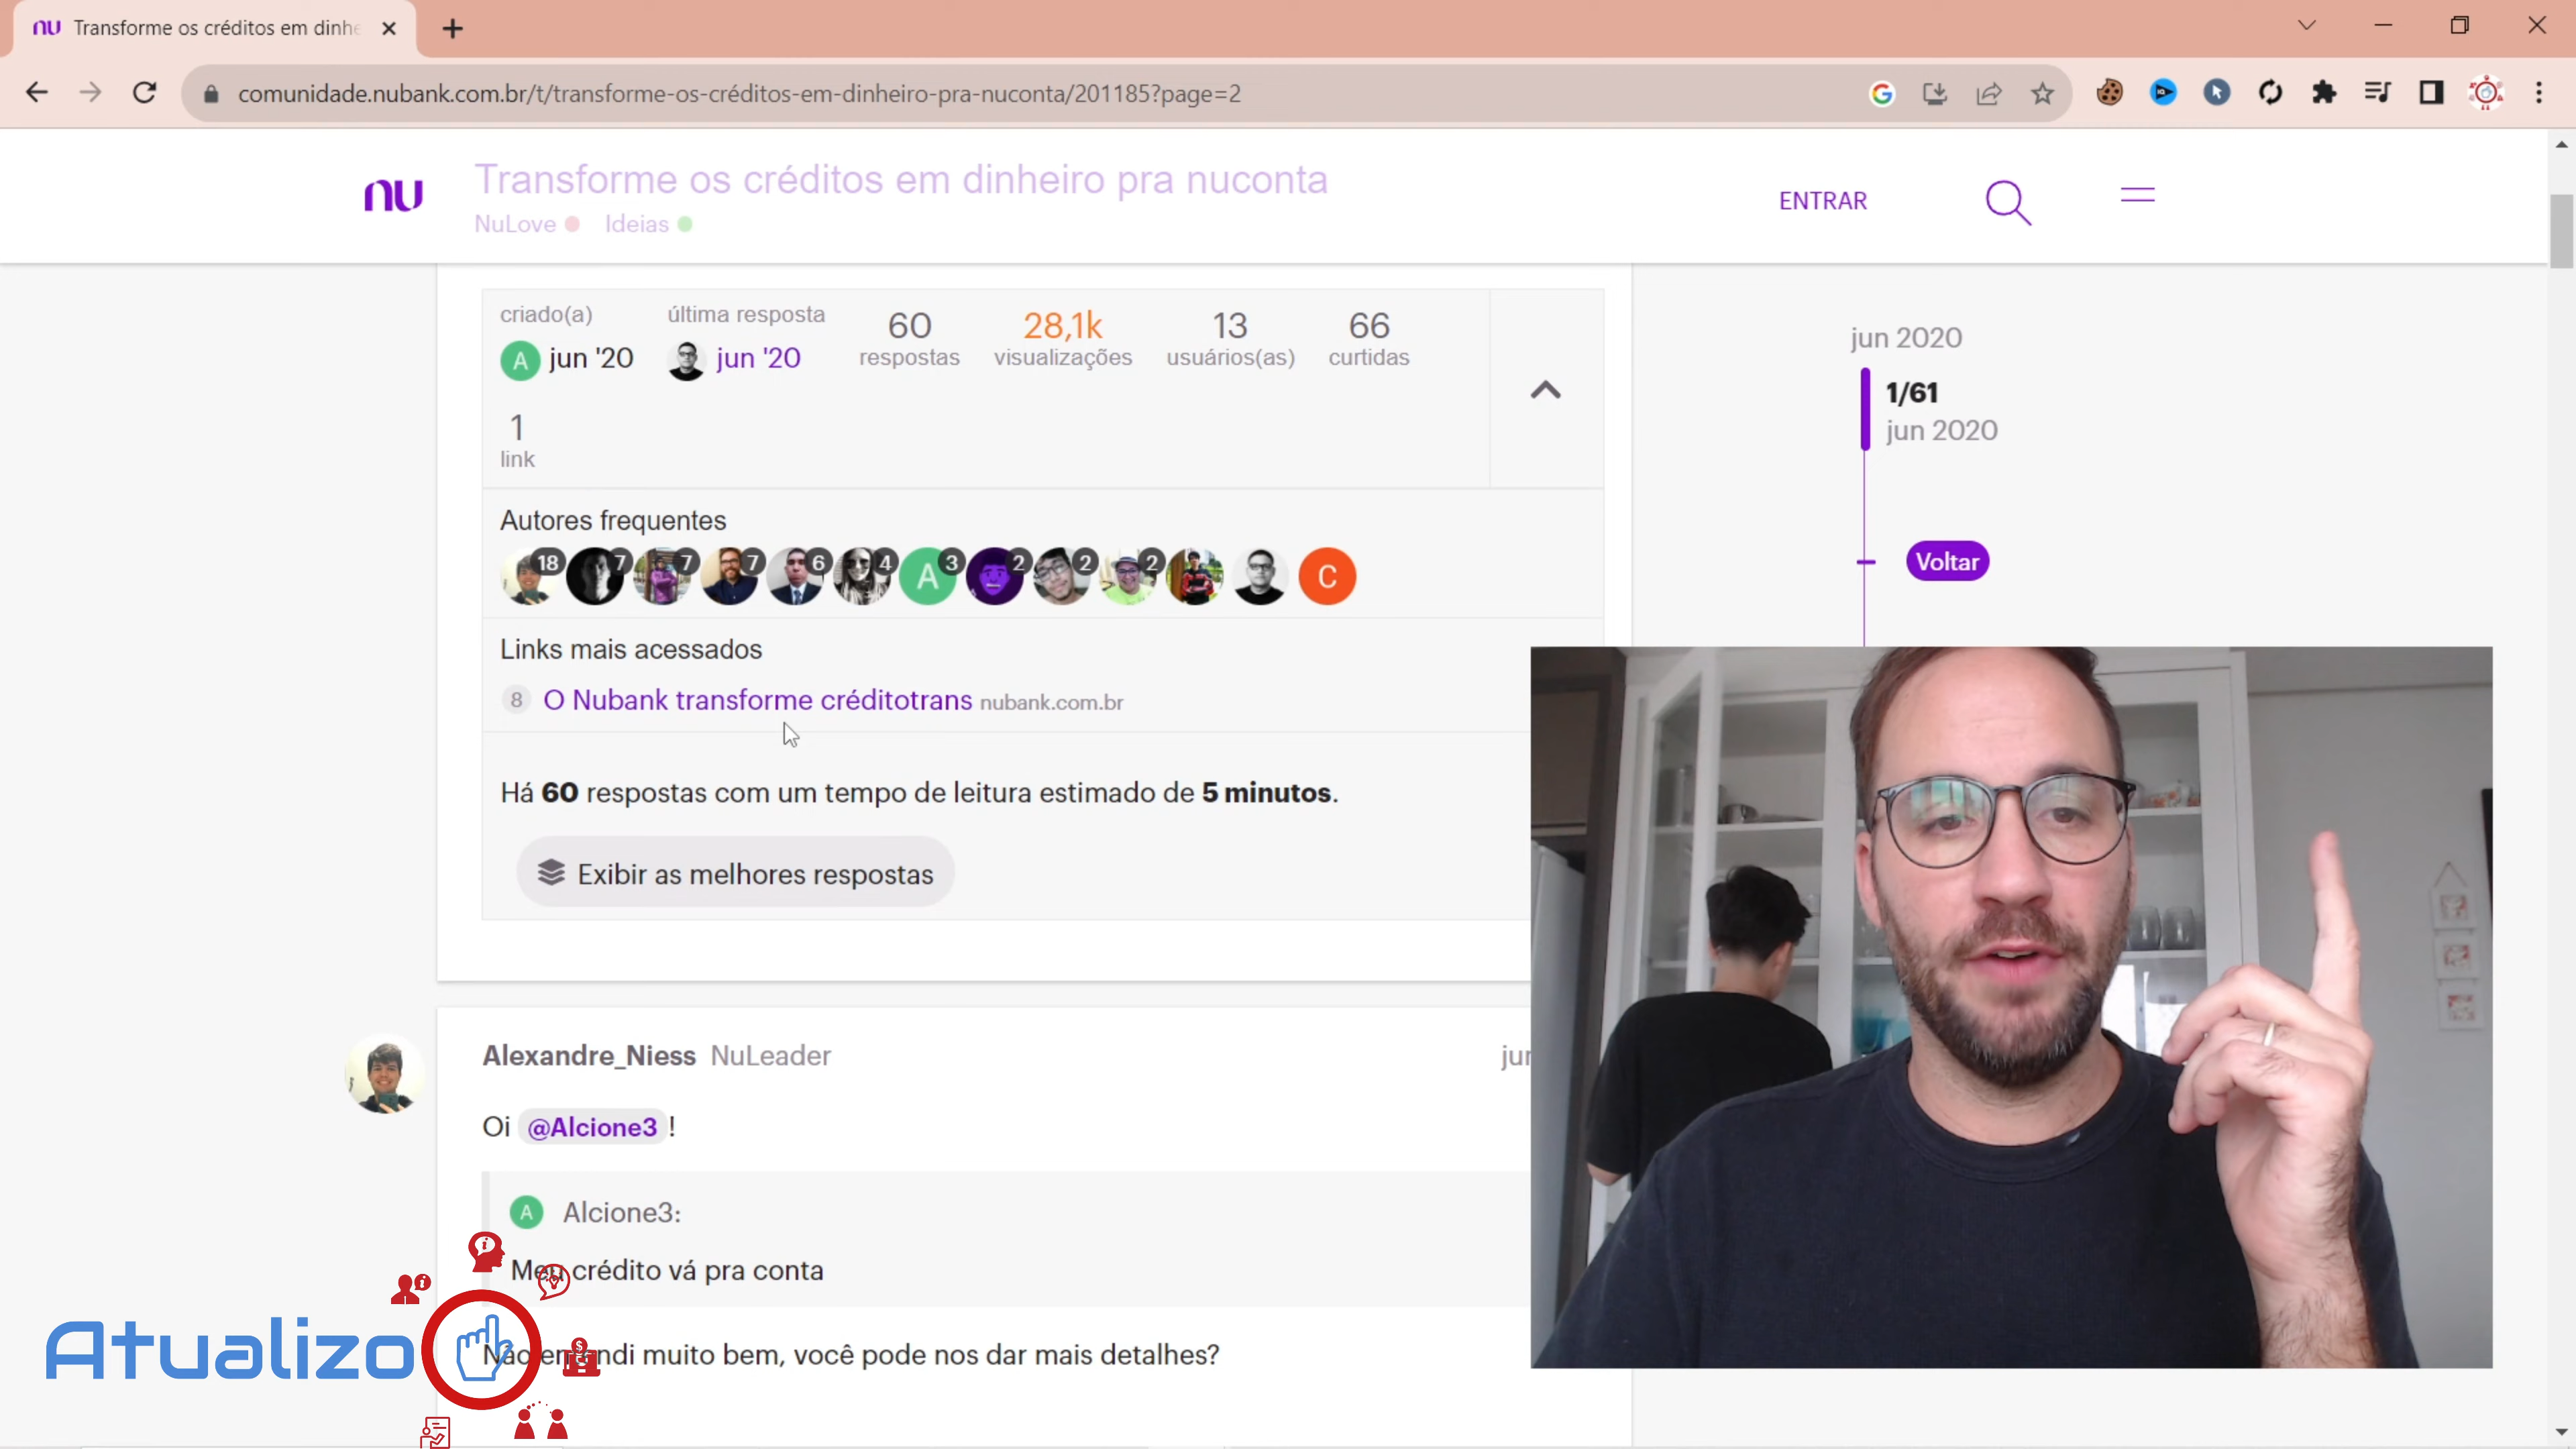 nu Transforme os créditos em dinhe
comunidade.nubank.com.br/t/transforme-os-créditos-em-dinheiro-pra-nuconta/201185?page=2
nu
Transforme os créditos em dinheiro pra nuconta
NuLove Ideias
ENTRAR
criado(a)
A jun '20
última resposta
jun '20
60
respostas
28,1k
visualizações
13
usuários(as)
66
curtidas
1
link
jun 2020
1/61
jun 2020
Voltar
Autores frequentes
18 7 7 7 6 4 A 3 2 2 2 C
Links mais acessados
8 O Nubank transforme créditotrans nubank.com.br
Há 60 respostas com um tempo de leitura estimado de 5 minutos.
Exibir as melhores respostas
Alexandre_Niess NuLeader
Oi @Alcione3 !
A Alcione3:
Meu crédito vá pra conta
Não entendi muito bem, você pode nos dar mais detalhes?
Atualizo